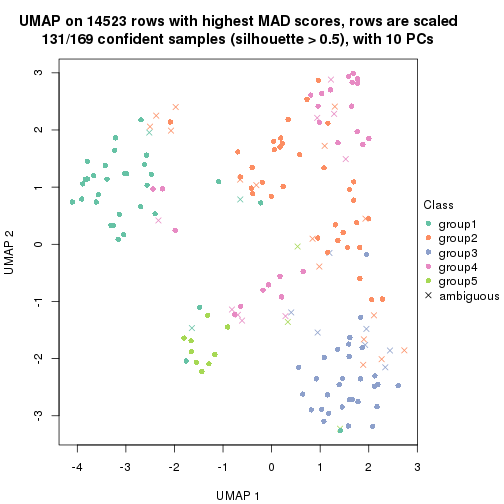 UMAP on 14523 rows with highest MAD scores, rows are scaled
131/169 confident samples (silhouette > 0.5), with 10 PCs
3
2
1
0
-1
-2
-3
UMAP 2
-4
-3
-2
-1
0
1
2
3
UMAP 1
Class
group1
group2
group3
group4
group5
ambiguous